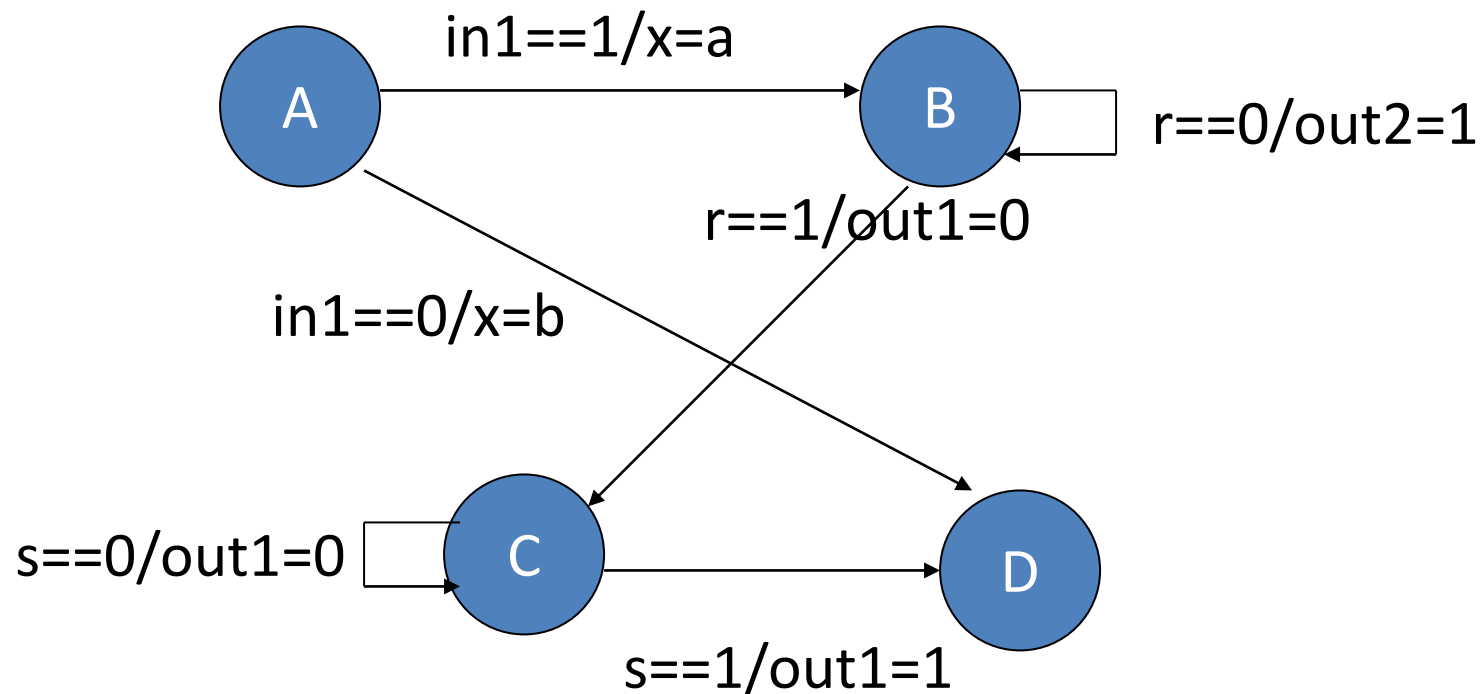 in1==1/x=a
A
B
r==0/out2=1
r==1/out1=0
in1==0/x=b
s==0/out1=0
C
D
s==1/out1=1